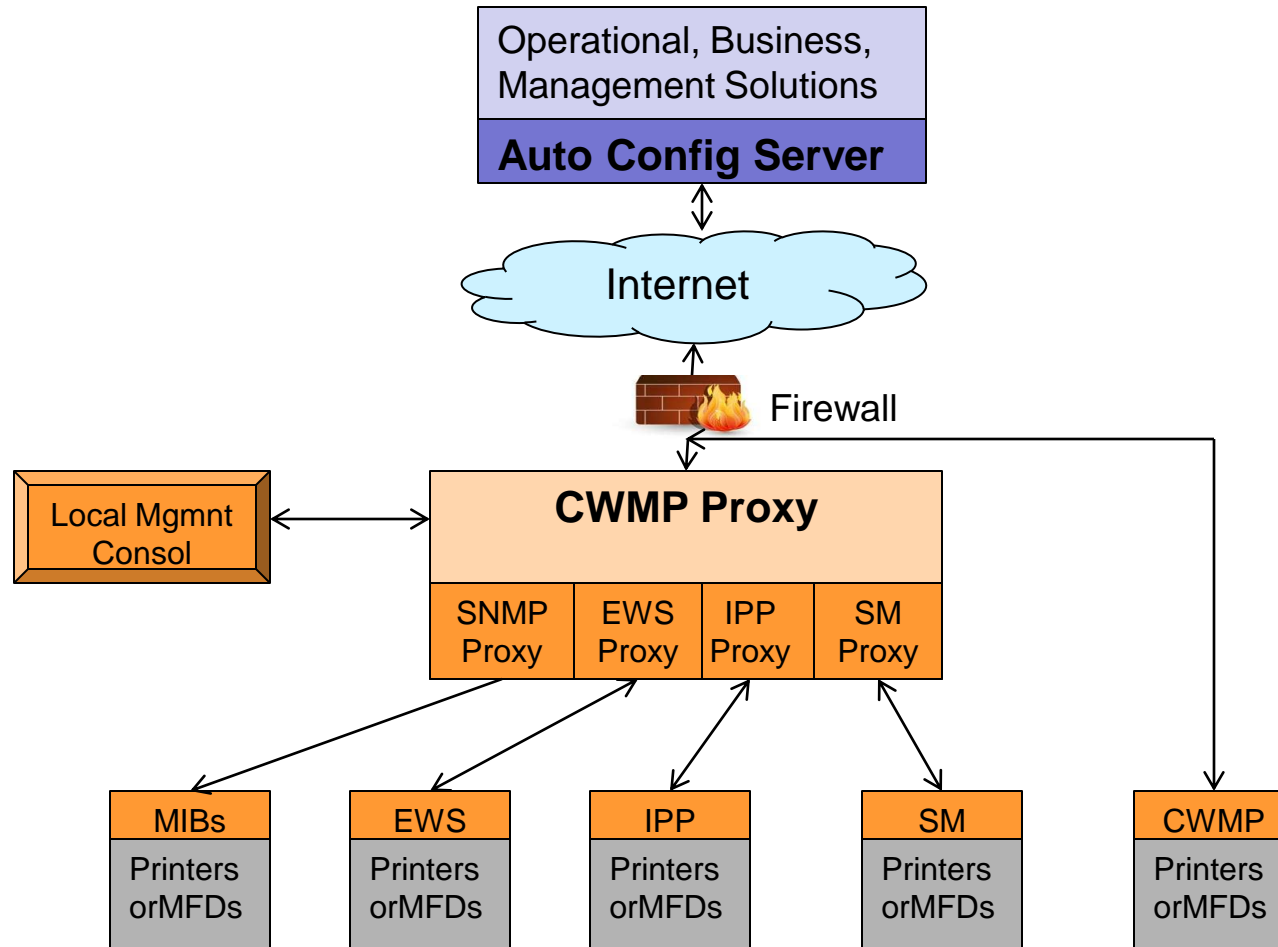 Operational, Business,
Management Solutions
Auto Config Server
Internet
Firewall
Local Mgmnt
Consol
CWMP Proxy
SNMP
Proxy
EWS
Proxy
IPP
Proxy
SM
Proxy
MIBs
Printers
orMFDs
EWS
Printers
orMFDs
IPP
Printers
orMFDs
SM
Printers
orMFDs
CWMP
Printers
orMFDs